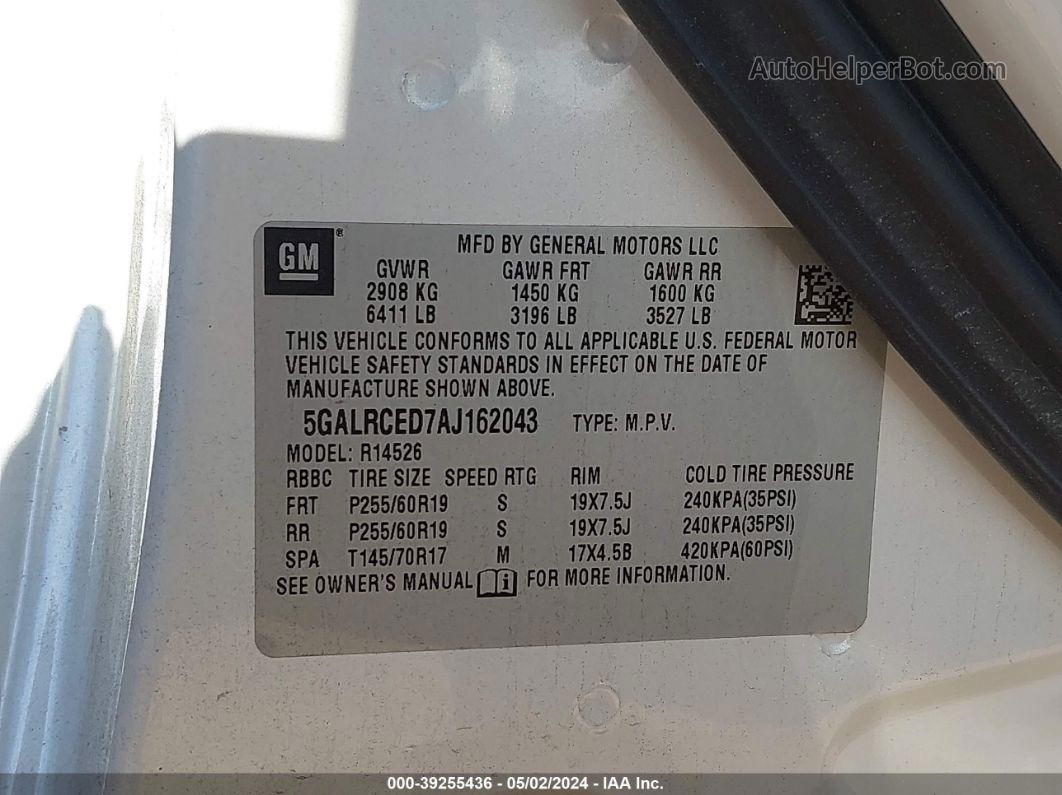 AutoHelperBot.com
GM®
MFD BY GENERAL MOTORS LLC
GVWR GAWR FRT GAWR RR
2908 KG 1450 KG 1600 KG
6411 LB 3196 LB 3527 LB
THIS VEHICLE CONFORMS TO ALL APPLICABLE U.S. FEDERAL MOTOR
VEHICLE SAFETY STANDARDS IN EFFECT ON THE DATE OF
MANUFACTURE SHOWN ABOVE.
5GALRCED7AJ162043 TYPE: M.P.V.
MODEL: R14526
RBBC TIRE SIZE SPEED RTG RIM COLD TIRE PRESSURE
FRT P255/60R19 S 19X7.5J 240KPA(35PSI)
RR P255/60R19 S 19X7.5J 240KPA(35PSI)
SPA T145/70R17 M 17X4.5B 420KPA(60PSI)
SEE OWNER'S MANUAL FOR MORE INFORMATION.
000-39255436 - 05/02/2024 - IAA Inc.